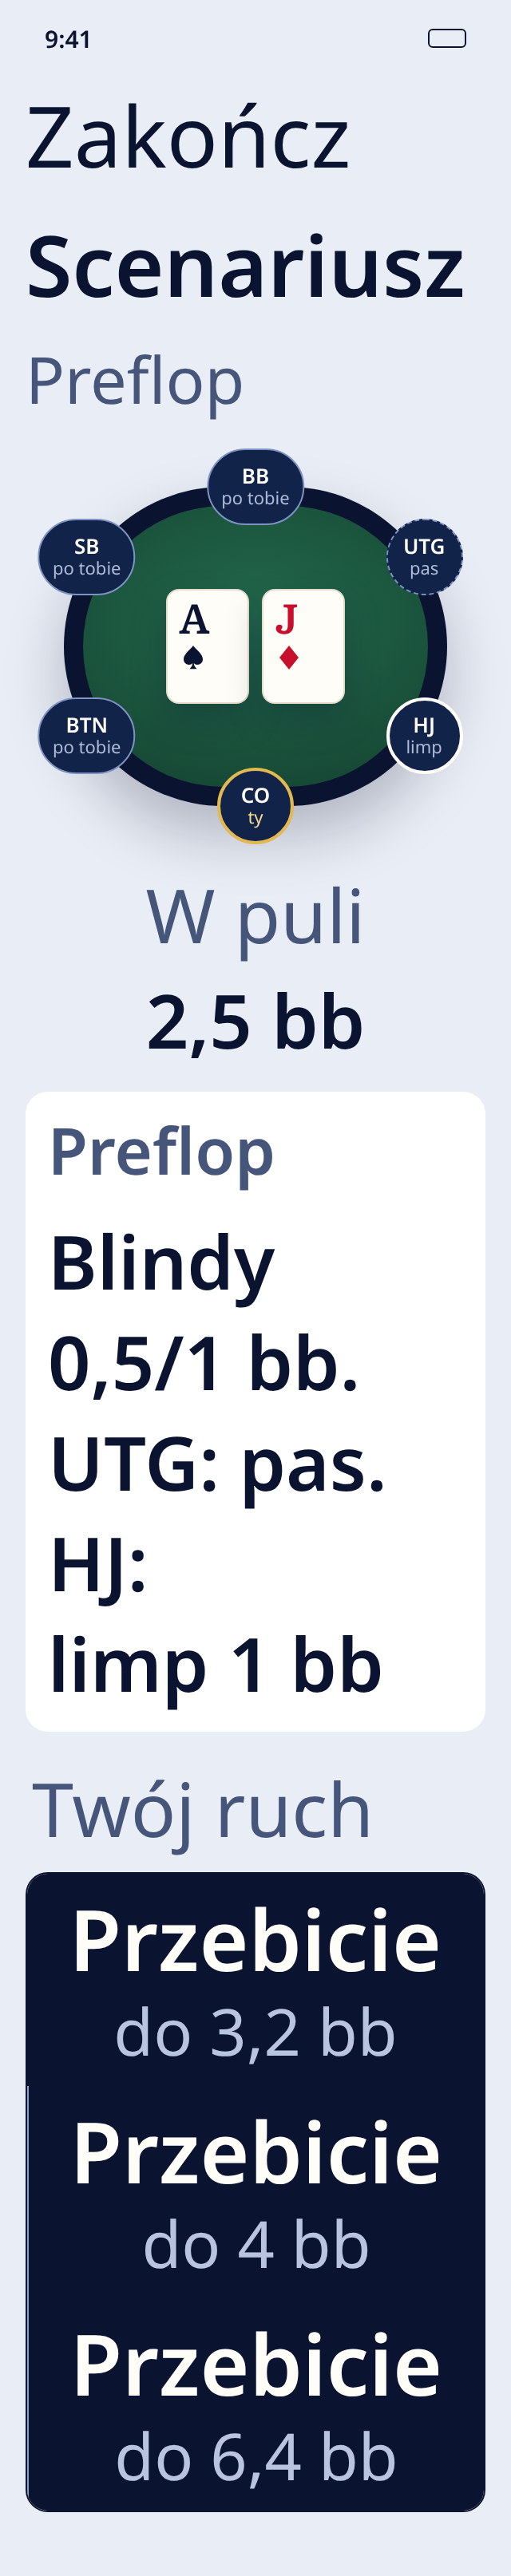 9:41
Zakończ
Scenariusz
Preflop
BB
po tobie
SB
po tobie
UTG
pas
A
J
BTN
po tobie
HJ
limp
CO
ty
W puli
2,5 bb
Preflop
Blindy
0,5/1 bb.
UTG: pas.
HJ:
limp 1 bb
Twój ruch
Przebicie
do 3,2 bb
Przebicie
do 4 bb
Przebicie
do 6,4 bb